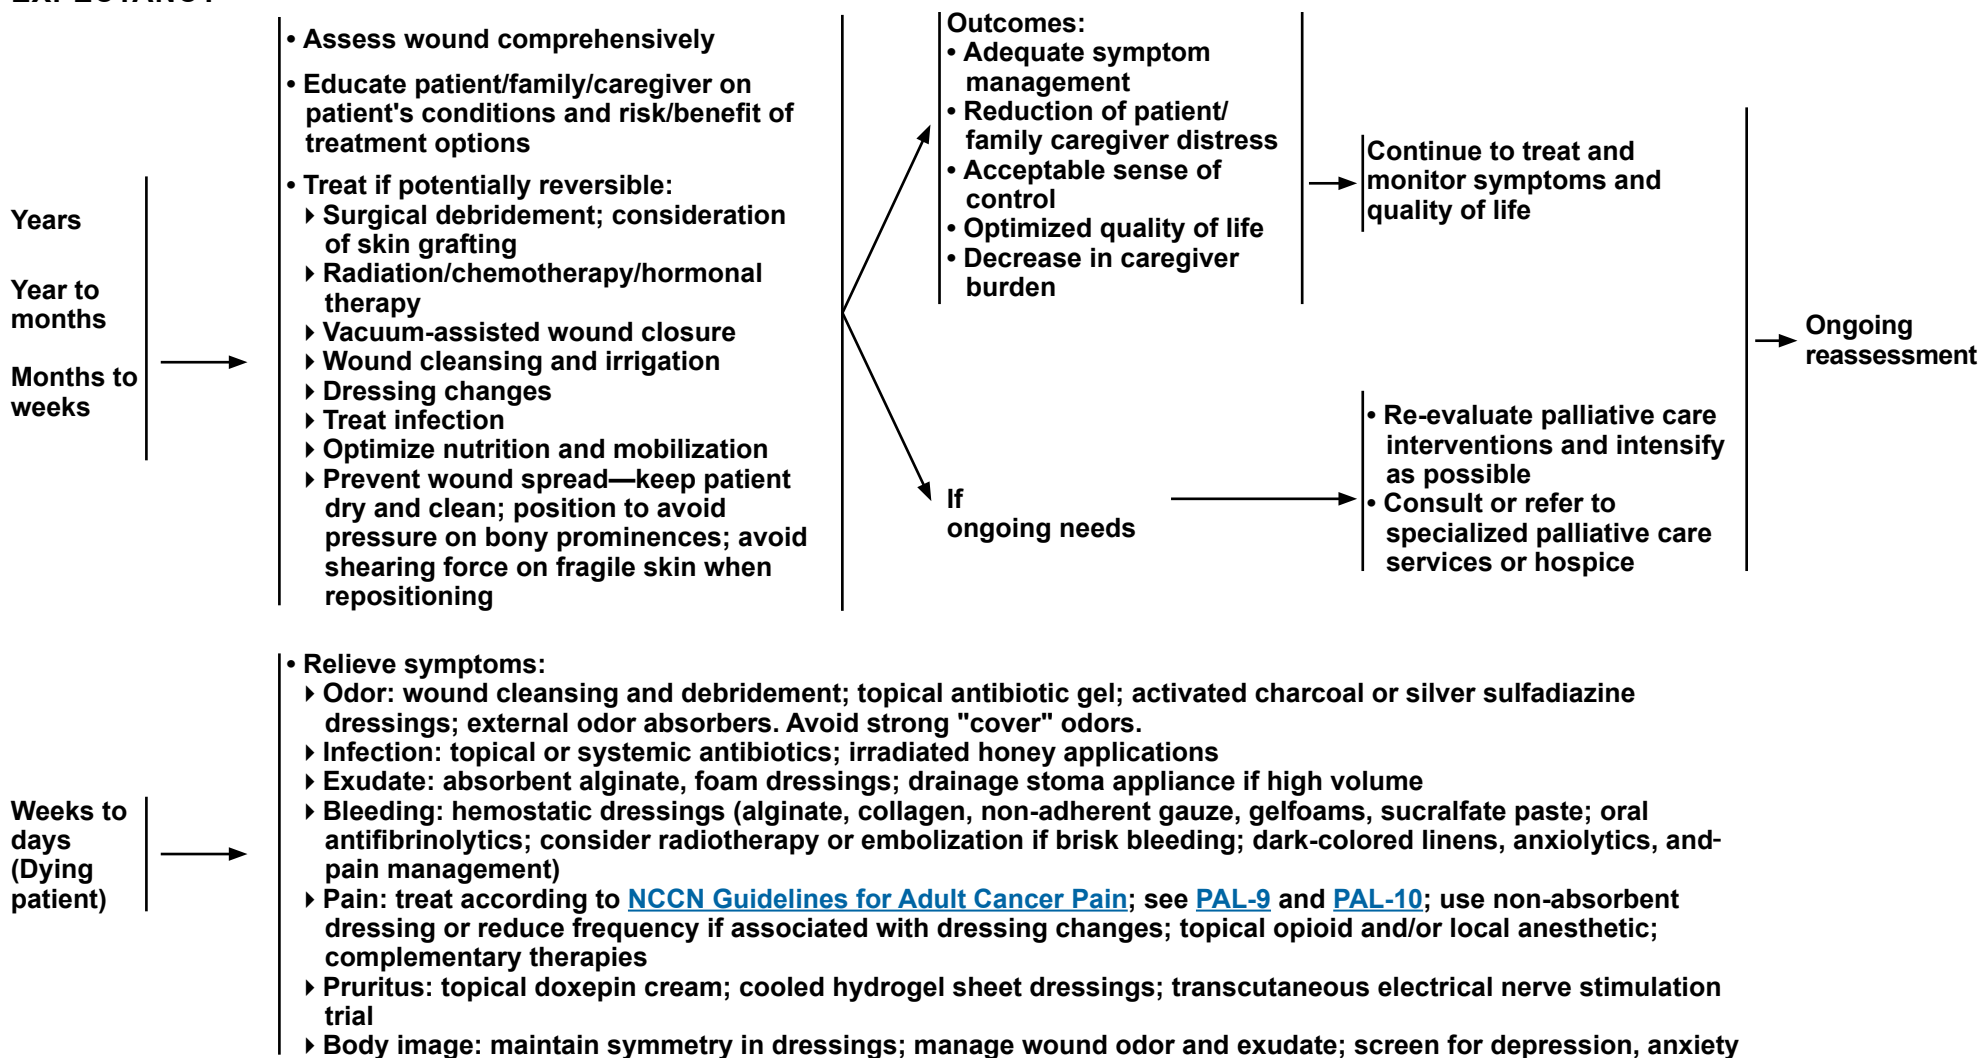 EXPECTANCY
Years
Year to
months
Months to
weeks
• Assess wound comprehensively
• Educate patient/family/caregiver on
patient's conditions and risk/benefit of
treatment options
• Treat if potentially reversible:
▸ Surgical debridement; consideration
of skin grafting
▸ Radiation/chemotherapy/hormonal
therapy
▸ Vacuum-assisted wound closure
▸ Wound cleansing and irrigation
▸ Dressing changes
▸ Treat infection
▸ Optimize nutrition and mobilization
▸ Prevent wound spread—keep patient
dry and clean; position to avoid
pressure on bony prominences; avoid
shearing force on fragile skin when
repositioning
Outcomes:
• Adequate symptom
management
• Reduction of patient/
family caregiver distress
• Acceptable sense of
control
• Optimized quality of life
• Decrease in caregiver
burden
Continue to treat and
monitor symptoms and
quality of life
If
ongoing needs
• Re-evaluate palliative care
interventions and intensify
as possible
• Consult or refer to
specialized palliative care
services or hospice
Ongoing
reassessment
Weeks to
days
(Dying
patient)
• Relieve symptoms:
▸ Odor: wound cleansing and debridement; topical antibiotic gel; activated charcoal or silver sulfadiazine
dressings; external odor absorbers. Avoid strong "cover" odors.
▸ Infection: topical or systemic antibiotics; irradiated honey applications
▸ Exudate: absorbent alginate, foam dressings; drainage stoma appliance if high volume
▸ Bleeding: hemostatic dressings (alginate, collagen, non-adherent gauze, gelfoams, sucralfate paste; oral
antifibrinolytics; consider radiotherapy or embolization if brisk bleeding; dark-colored linens, anxiolytics, and-
pain management)
▸ Pain: treat according to NCCN Guidelines for Adult Cancer Pain; see PAL-9 and PAL-10; use non-absorbent
dressing or reduce frequency if associated with dressing changes; topical opioid and/or local anesthetic;
complementary therapies
▸ Pruritus: topical doxepin cream; cooled hydrogel sheet dressings; transcutaneous electrical nerve stimulation
trial
▸ Body image: maintain symmetry in dressings; manage wound odor and exudate; screen for depression, anxiety